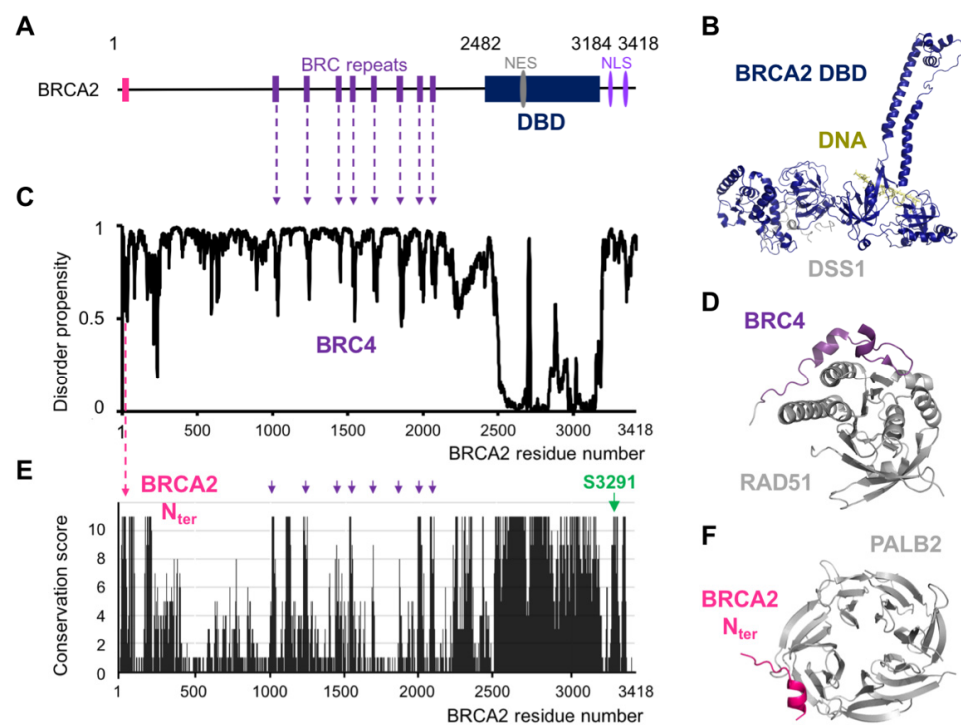 A
1
2482
3184
3418
BRC repeats
NES
NLS
BRCA2
DBD
B
BRCA2 DBD
DNA
DSS1
C
Disorder propensity
1
0.5
0
BRC4
1
500
1000
1500
2000
2500
3000
3418
BRCA2 residue number
D
BRC4
RAD51
E
BRCA2
Nter
S3291
Conservation score
10
8
6
4
2
0
1
500
1000
1500
2000
2500
3000
3418
BRCA2 residue number
F
PALB2
BRCA2
Nter